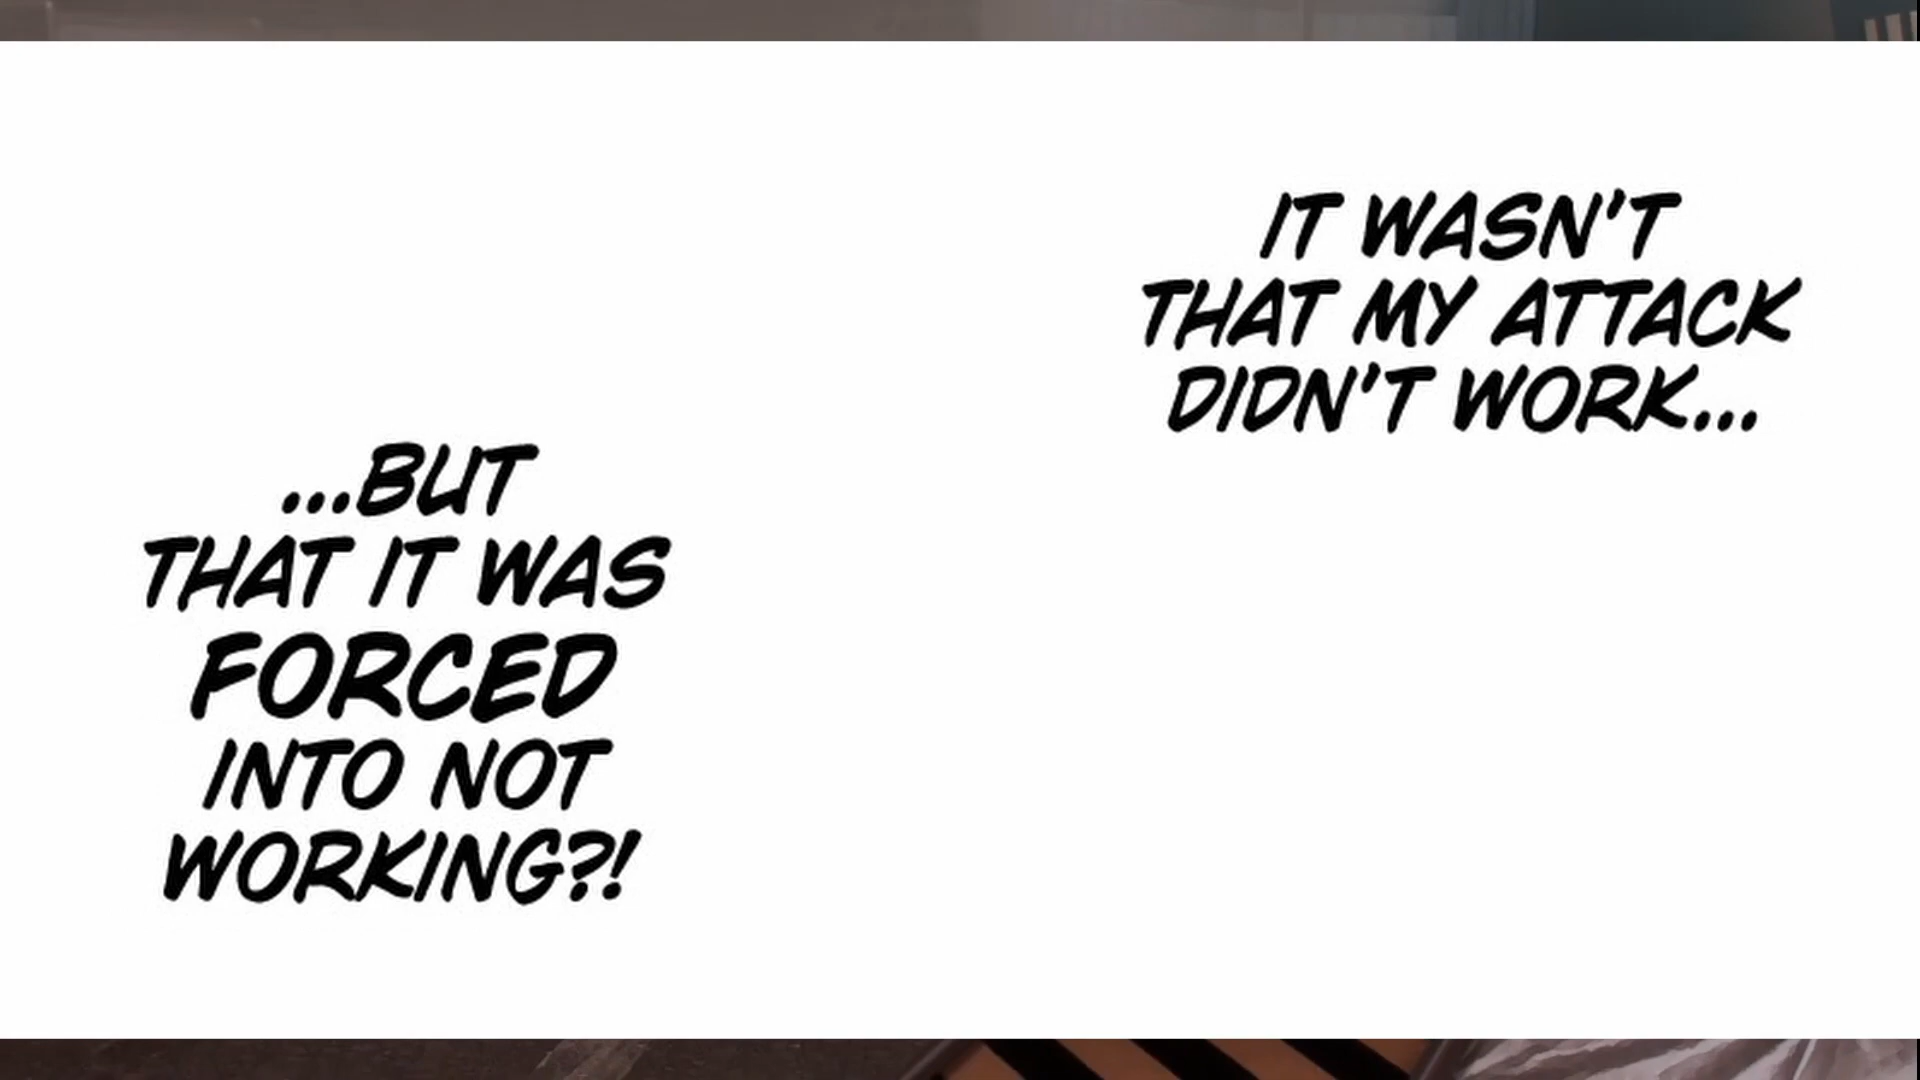 IT WASN'T
THAT MY ATTACK
DIDN'T WORK...
...BUT
THAT IT WAS
FORCED
INTO NOT
WORKING?!